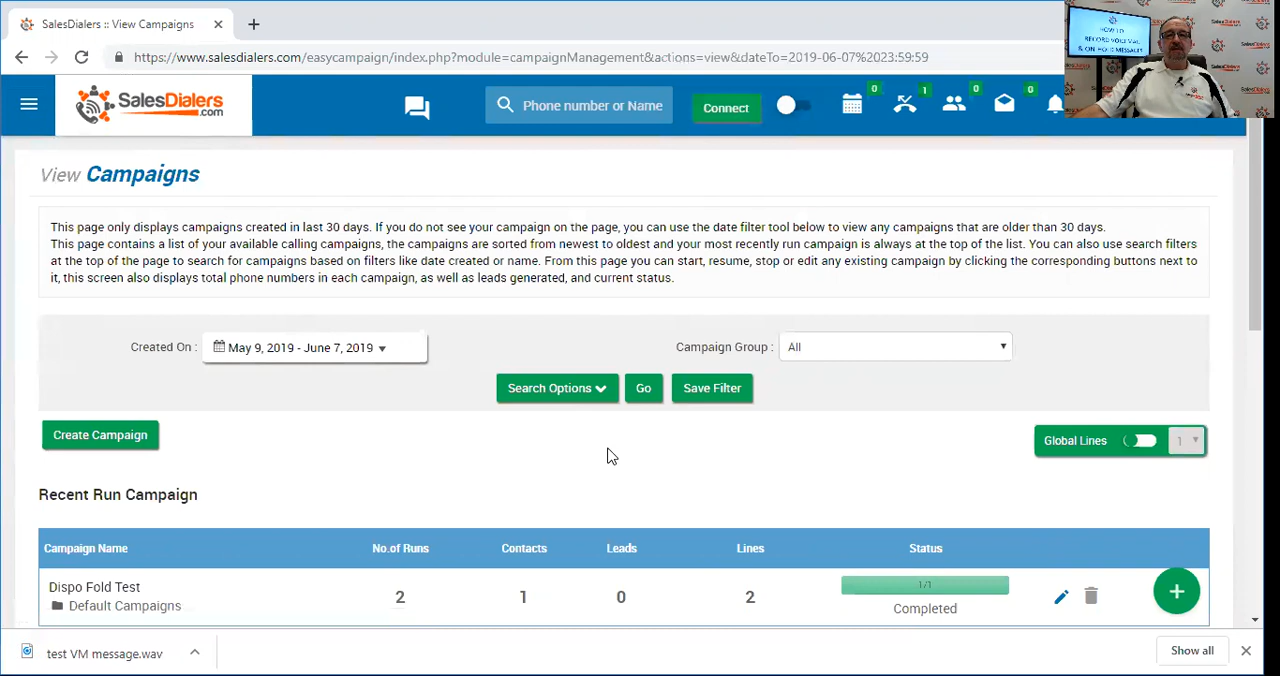 SalesDialers :: View Campaigns
https://www.salesdialers.com/easycampaign/index.php?module=campaignManagement&actions=view&dateTo=2019-06-07%2023:59:59
SalesDialers
.com
Phone number or Name
Connect
0
1
0
0
HOW TO
RECORD VOICEMAIL
& ON-HOLD MESSAGES
View Campaigns
This page only displays campaigns created in last 30 days. If you do not see your campaign on the page, you can use the date filter tool below to view any campaigns that are older than 30 days.
This page contains a list of your available calling campaigns, the campaigns are sorted from newest to oldest and your most recently run campaign is always at the top of the list. You can also use search filters
at the top of the page to search for campaigns based on filters like date created or name. From this page you can start, resume, stop or edit any existing campaign by clicking the corresponding buttons next to
it, this screen also displays total phone numbers in each campaign, as well as leads generated, and current status.
Created On :
May 9, 2019 - June 7, 2019
Campaign Group :
All
Search Options
Go
Save Filter
Create Campaign
Global Lines
1
Recent Run Campaign
Campaign Name No.of Runs Contacts Leads Lines Status
Dispo Fold Test 2 1 0 2 1/1
Default Campaigns Completed
test VM message.wav
Show all